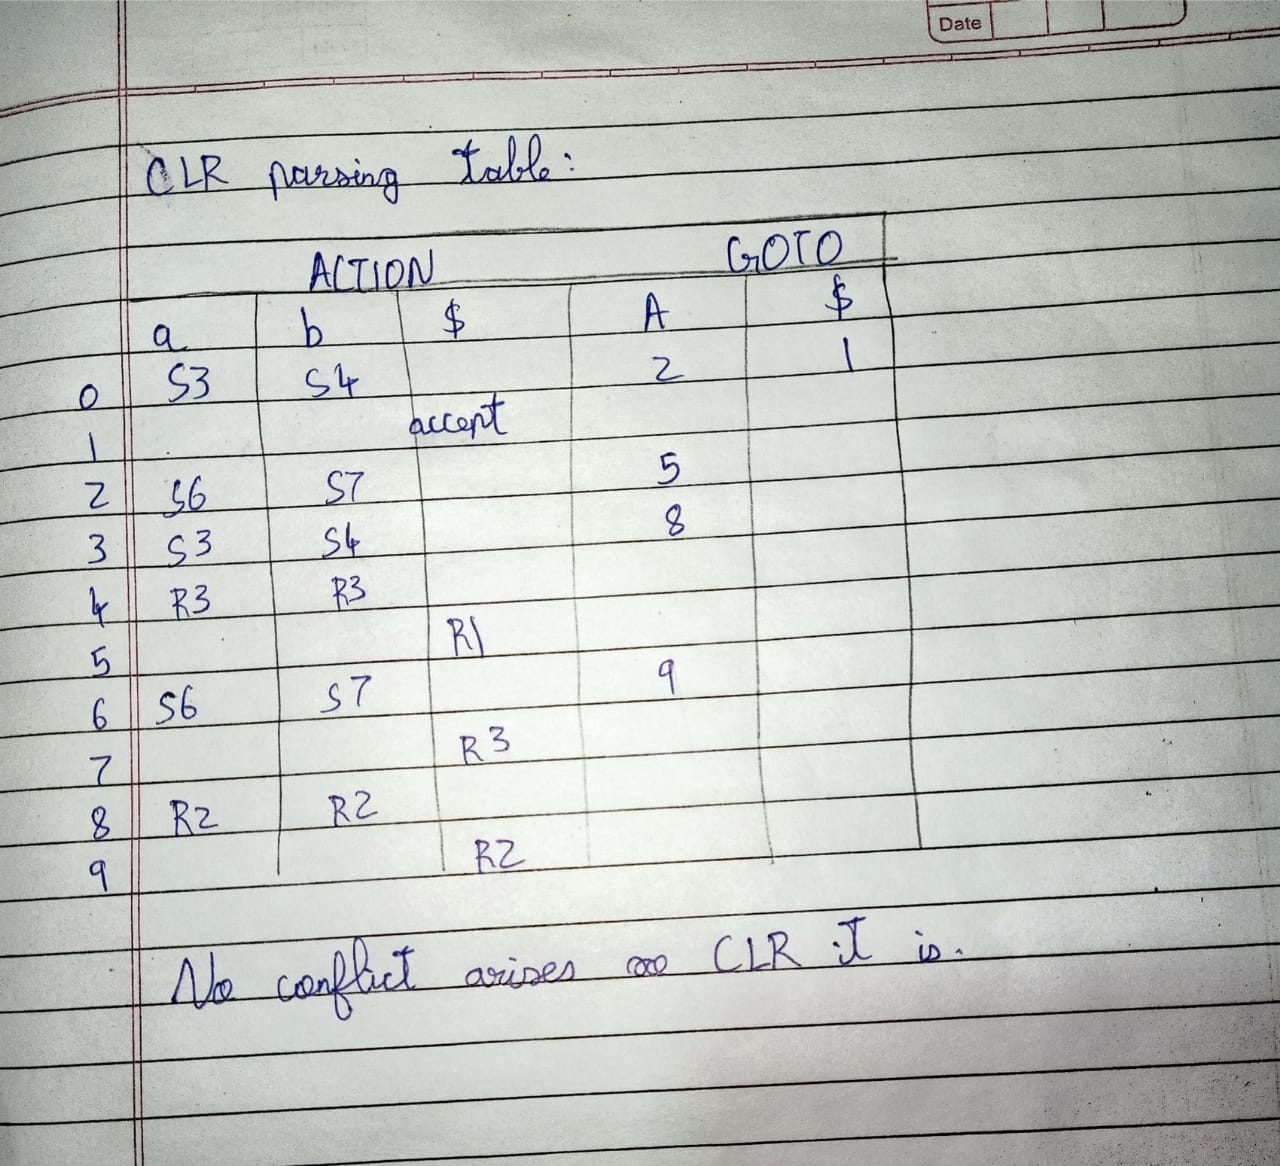 Date
CLR parsing table:
ACTION GOTO
a b $ A $
0 S3 S4 2 1
1 accept
2 S6 S7 5
3 S3 S4 8
4 R3 R3
5 R1
6 S6 S7 9
7 R3
8 R2 R2
9 R2
No conflict arises so CLR it is.